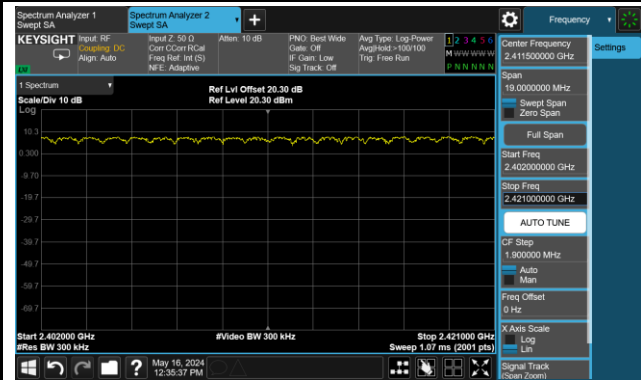 Spectrum Analyzer 1
Swept SA
Spectrum Analyzer 2
Swept SA
+
Frequency
KEYSIGHT
Input: RF
Coupling: DC
Align: Auto
Input Z: 50 Ω
Corr CCorr RCal
Freq Ref: Int (S)
NFE: Adaptive
Atten: 10 dB
PNO: Best Wide
Gate: Off
IF Gain: Low
Sig Track: Off
Avg Type: Log-Power
Avg|Hold:>100/100
Trig: Free Run
1 2 3 4 5 6
M W W W W W
P N N N N N
1 Spectrum
Scale/Div 10 dB
Ref Lvl Offset 20.30 dB
Ref Level 20.30 dBm
Log
10.3
0.300
-9.70
-19.7
-29.7
-39.7
-49.7
-59.7
-69.7
Start 2.402000 GHz
#Res BW 300 kHz
#Video BW 300 kHz
Stop 2.421000 GHz
Sweep 1.07 ms (2001 pts)
Center Frequency
2.411500000 GHz
Settings
Span
19.0000000 MHz
Swept Span
Zero Span
Full Span
Start Freq
2.402000000 GHz
Stop Freq
2.421000000 GHz
AUTO TUNE
CF Step
1.900000 MHz
Auto
Man
Freq Offset
0 Hz
X Axis Scale
Log
Lin
Signal Track
(Span Zoom)
?
May 16, 2024
12:35:37 PM